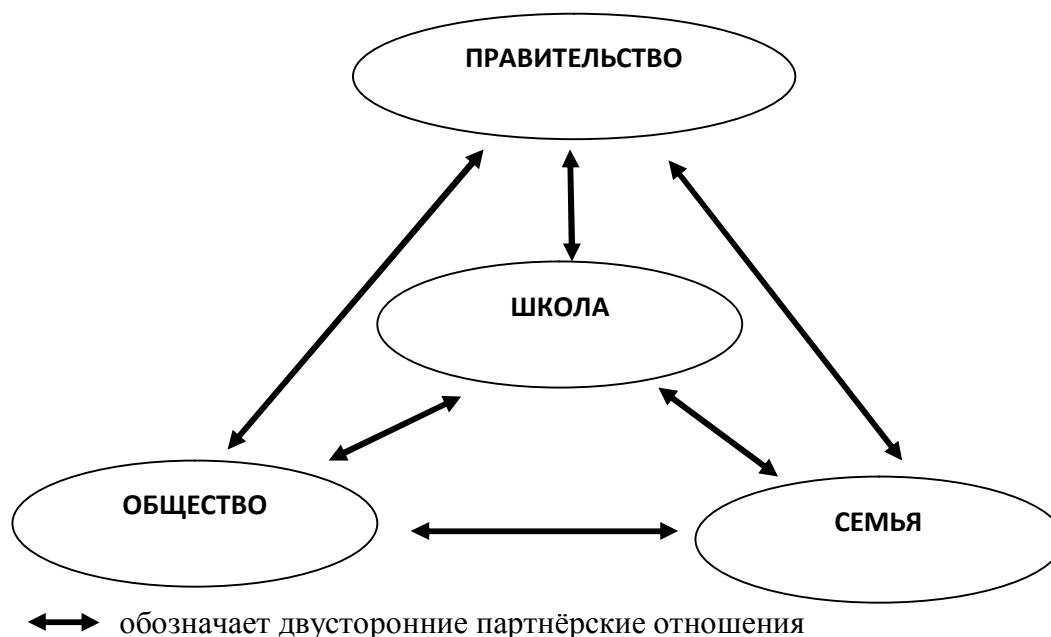 ПРАВИТЕЛЬСТВО
ШКОЛА
ОБЩЕСТВО
СЕМЬЯ
обозначает двусторонние партнёрские отношения